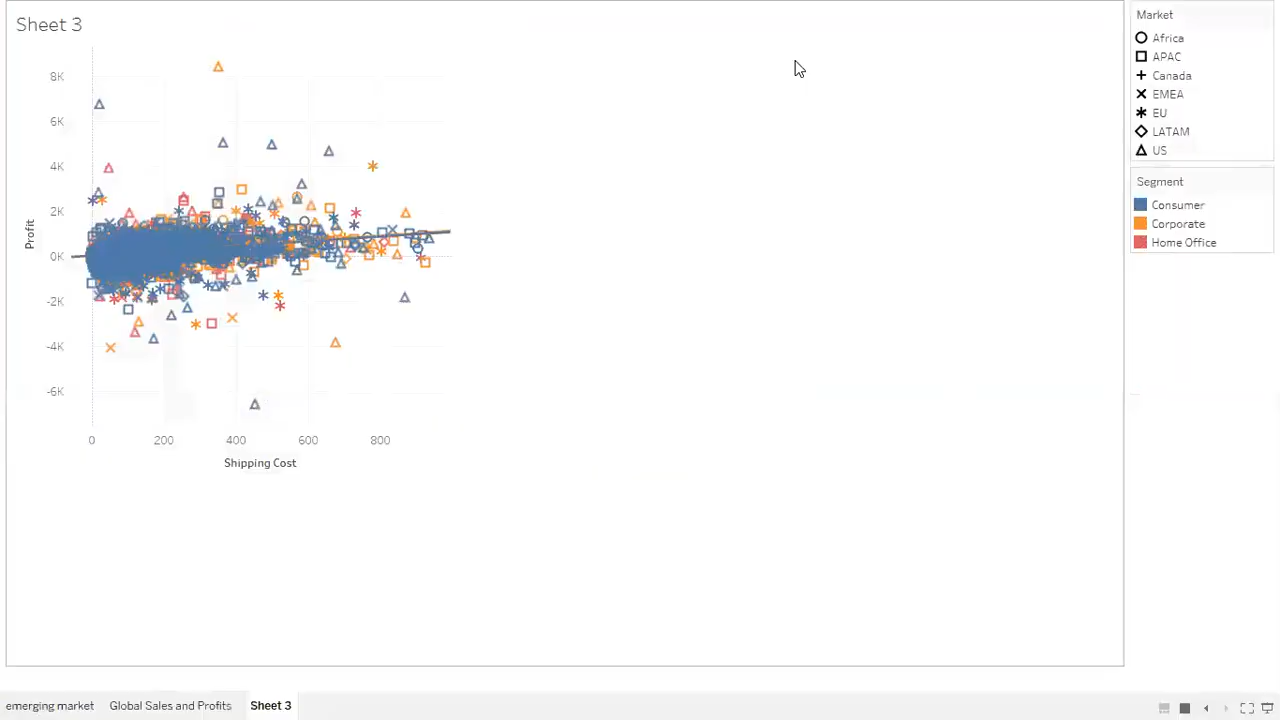 Sheet 3
8K
6K
4K
2K
0K
-2K
-4K
-6K
Profit
0 200 400 600 800
Shipping Cost
Market
Africa
APAC
Canada
EMEA
EU
LATAM
US
Segment
Consumer
Corporate
Home Office
emerging market Global Sales and Profits Sheet 3